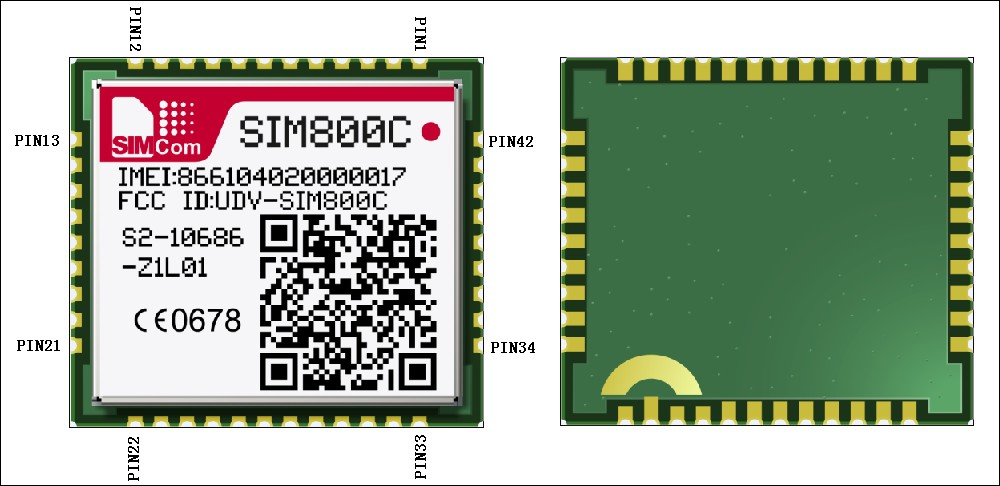 PIN12
PIN1
SIMCom
SIM800C
PIN13
PIN42
IMEI:866104020000017
FCC ID:UDV-SIM800C
S2-10686
-Z1L01
CE0678
PIN21
PIN34
PIN22
PIN33